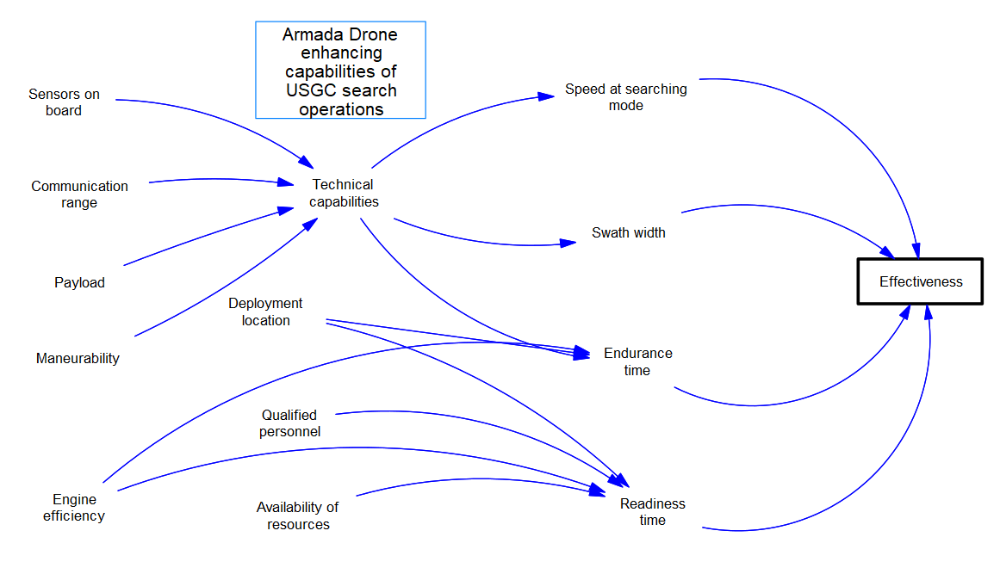 Armada Drone
enhancing
capabilities of
USGC search
operations
Sensors on
board
Speed at searching
mode
Communication
range
Technical
capabilities
Swath width
Payload
Effectiveness
Deployment
location
Maneurability
Endurance
time
Qualified
personnel
Engine
efficiency
Availability of
resources
Readiness
time